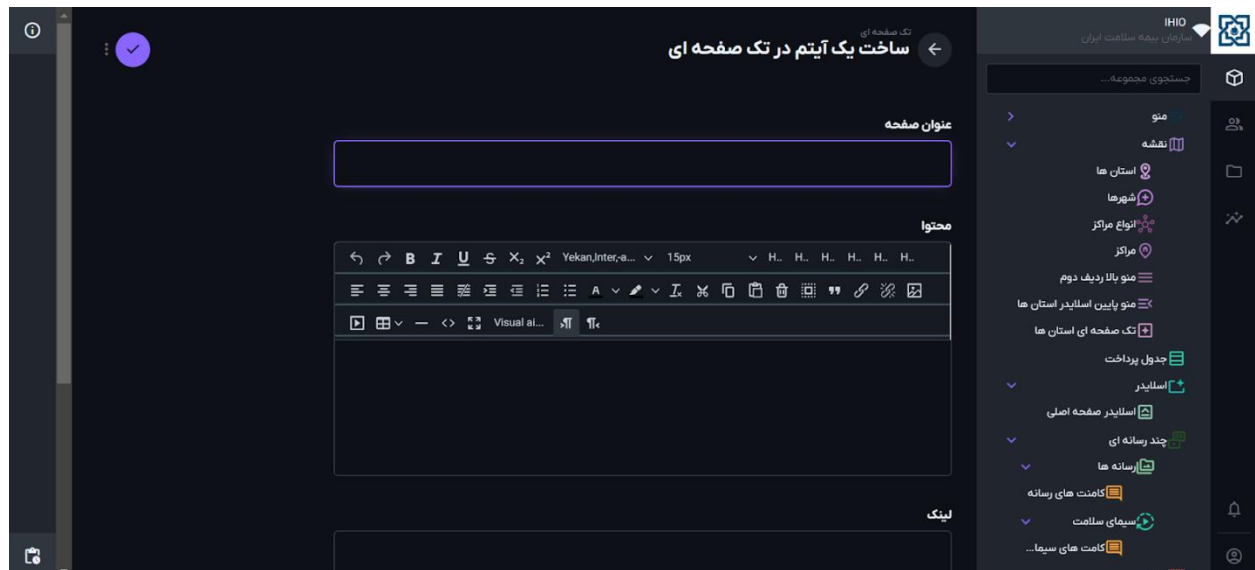 IHIO
سازمان بیمه سلامت ایران
جستجوی مجموعه...
منو
نقشه
استان ها
شهرها
انواع مراکز
مراکز
منو بالا ردیف دوم
منو پایین اسلایدر استان ها
تک صفحه ای استان ها
جدول پرداخت
اسلایدر
اسلایدر صفحه اصلی
چند رسانه ای
رسانه ها
کامنت های رسانه
سیمای سلامت
کامت های سیما...
تک صفحه ای
ساخت یک آیتم در تک صفحه ای
عنوان صفحه
محتوا
Yekan,Inter,-a... 15px H.. H.. H.. H.. H.. H..
Visual ai...
لینک